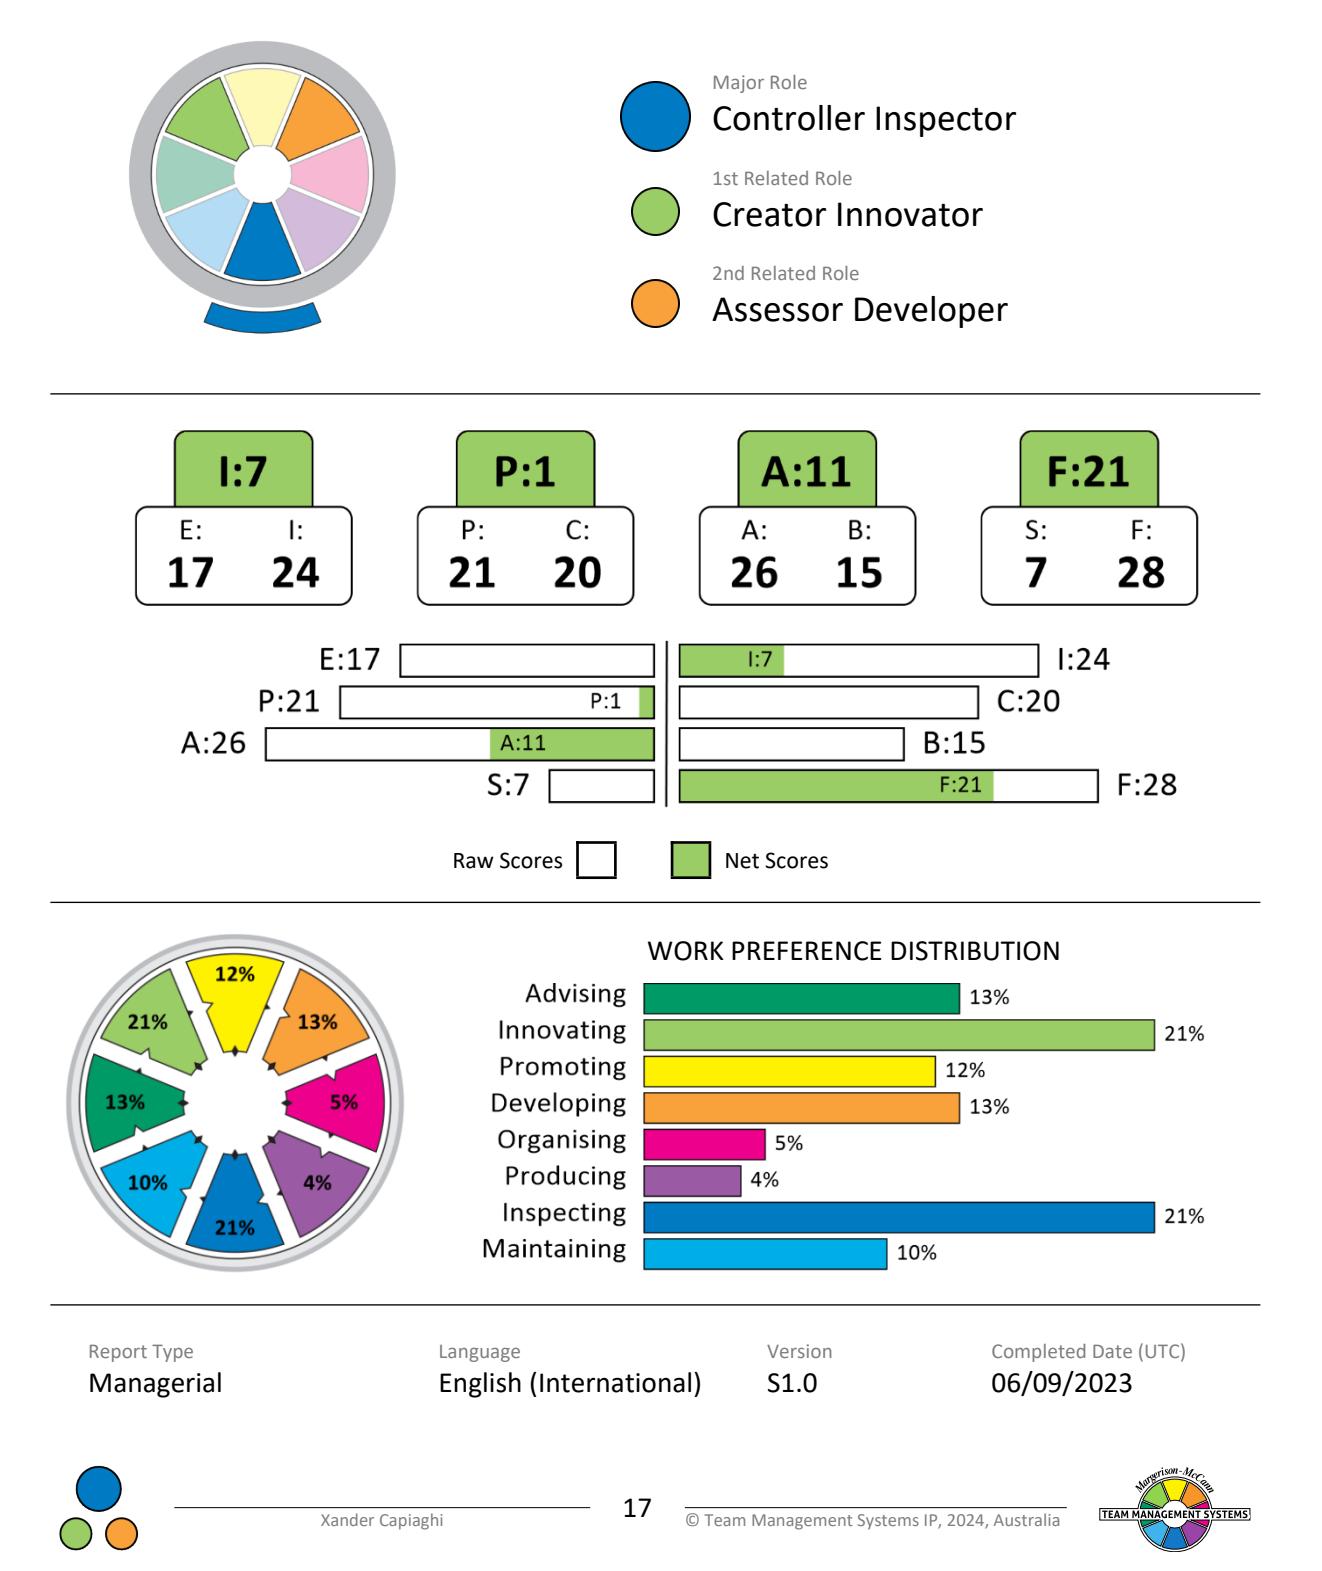 Major Role
Controller Inspector
1st Related Role
Creator Innovator
2nd Related Role
Assessor Developer
I:7 P:1 A:11 F:21
E: I: P: C: A: B: S: F:
17 24 21 20 26 15 7 28
E:17 I:7 I:24
P:21 P:1 C:20
A:26 A:11 B:15
S:7 F:21 F:28
Raw Scores Net Scores
WORK PREFERENCE DISTRIBUTION
12%
21% 13%
13% 5%
10% 4%
21%
Advising 13%
Innovating 21%
Promoting 12%
Developing 13%
Organising 5%
Producing 4%
Inspecting 21%
Maintaining 10%
Report Type Language Version Completed Date (UTC)
Managerial English (International) S1.0 06/09/2023
Xander Capiaghi 17 © Team Management Systems IP, 2024, Australia
Margerison-McCann
TEAM MANAGEMENT SYSTEMS